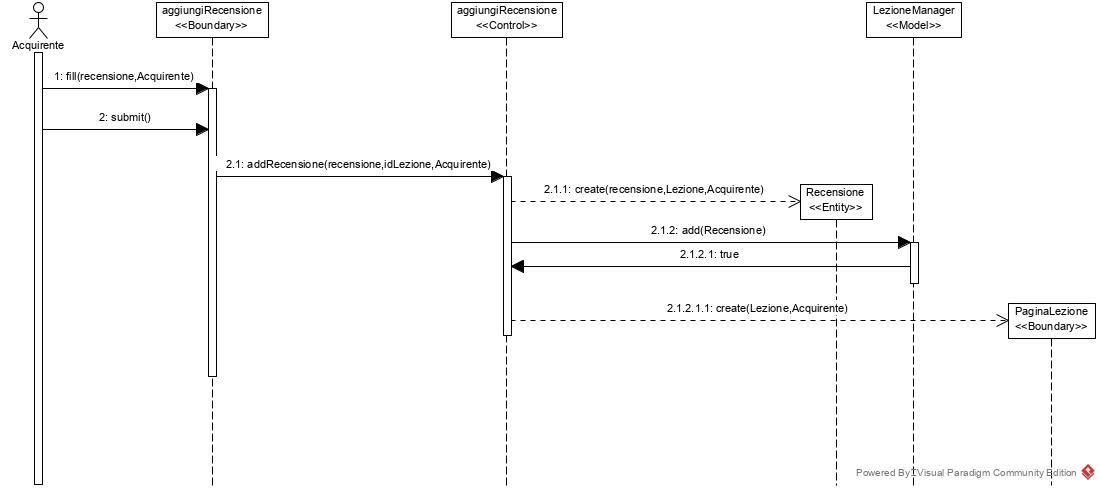 aggiungiRecensione
<<Boundary>>
aggiungiRecensione
<<Control>>
LezioneManager
<<Model>>
Acquirente
1: fill(recensione,Acquirente)
2: submit()
2.1: addRecensione(recensione,idLezione,Acquirente)
2.1.1: create(recensione,Lezione,Acquirente)
Recensione
<<Entity>>
2.1.2: add(Recensione)
2.1.2.1: true
2.1.2.1.1: create(Lezione,Acquirente)
PaginaLezione
<<Boundary>>
Powered By Visual Paradigm Community Edition